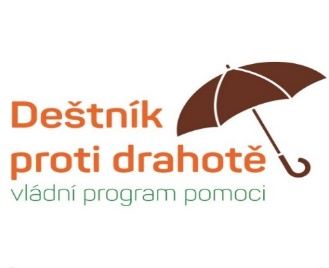 Deštník
proti drahotě
vládní program pomoci